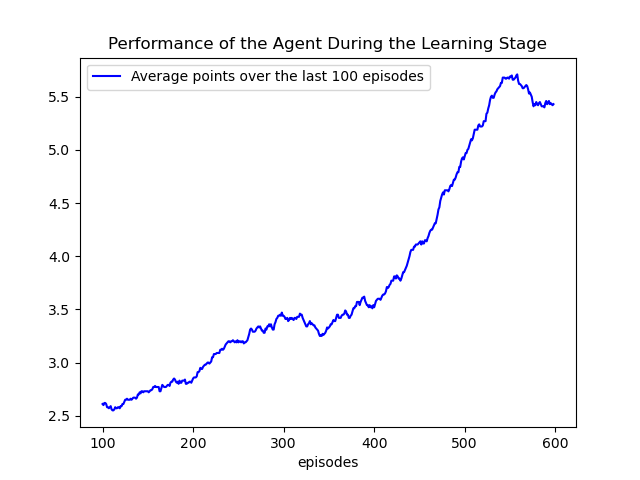 Performance of the Agent During the Learning Stage
Average points over the last 100 episodes
5.5
5.0
4.5
4.0
3.5
3.0
2.5
100 200 300 400 500 600
episodes